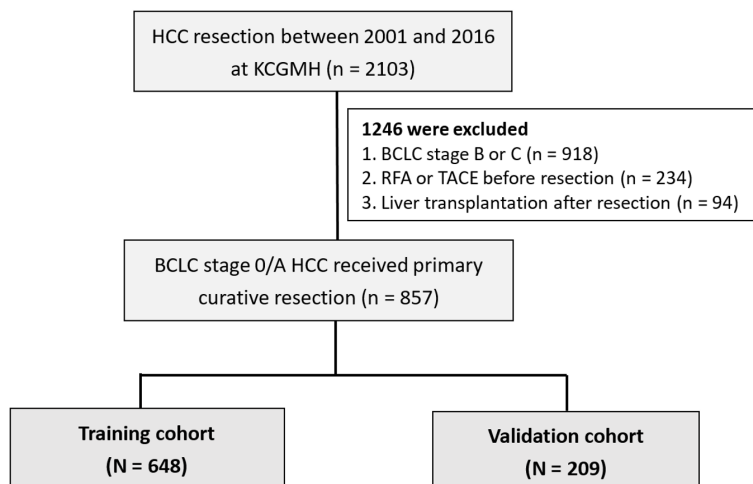 HCC resection between 2001 and 2016
at KCGMH (n = 2103)
1246 were excluded
1. BCLC stage B or C (n = 918)
2. RFA or TACE before resection (n = 234)
3. Liver transplantation after resection (n = 94)
BCLC stage 0/A HCC received primary
curative resection (n = 857)
Training cohort
(N = 648)
Validation cohort
(N = 209)